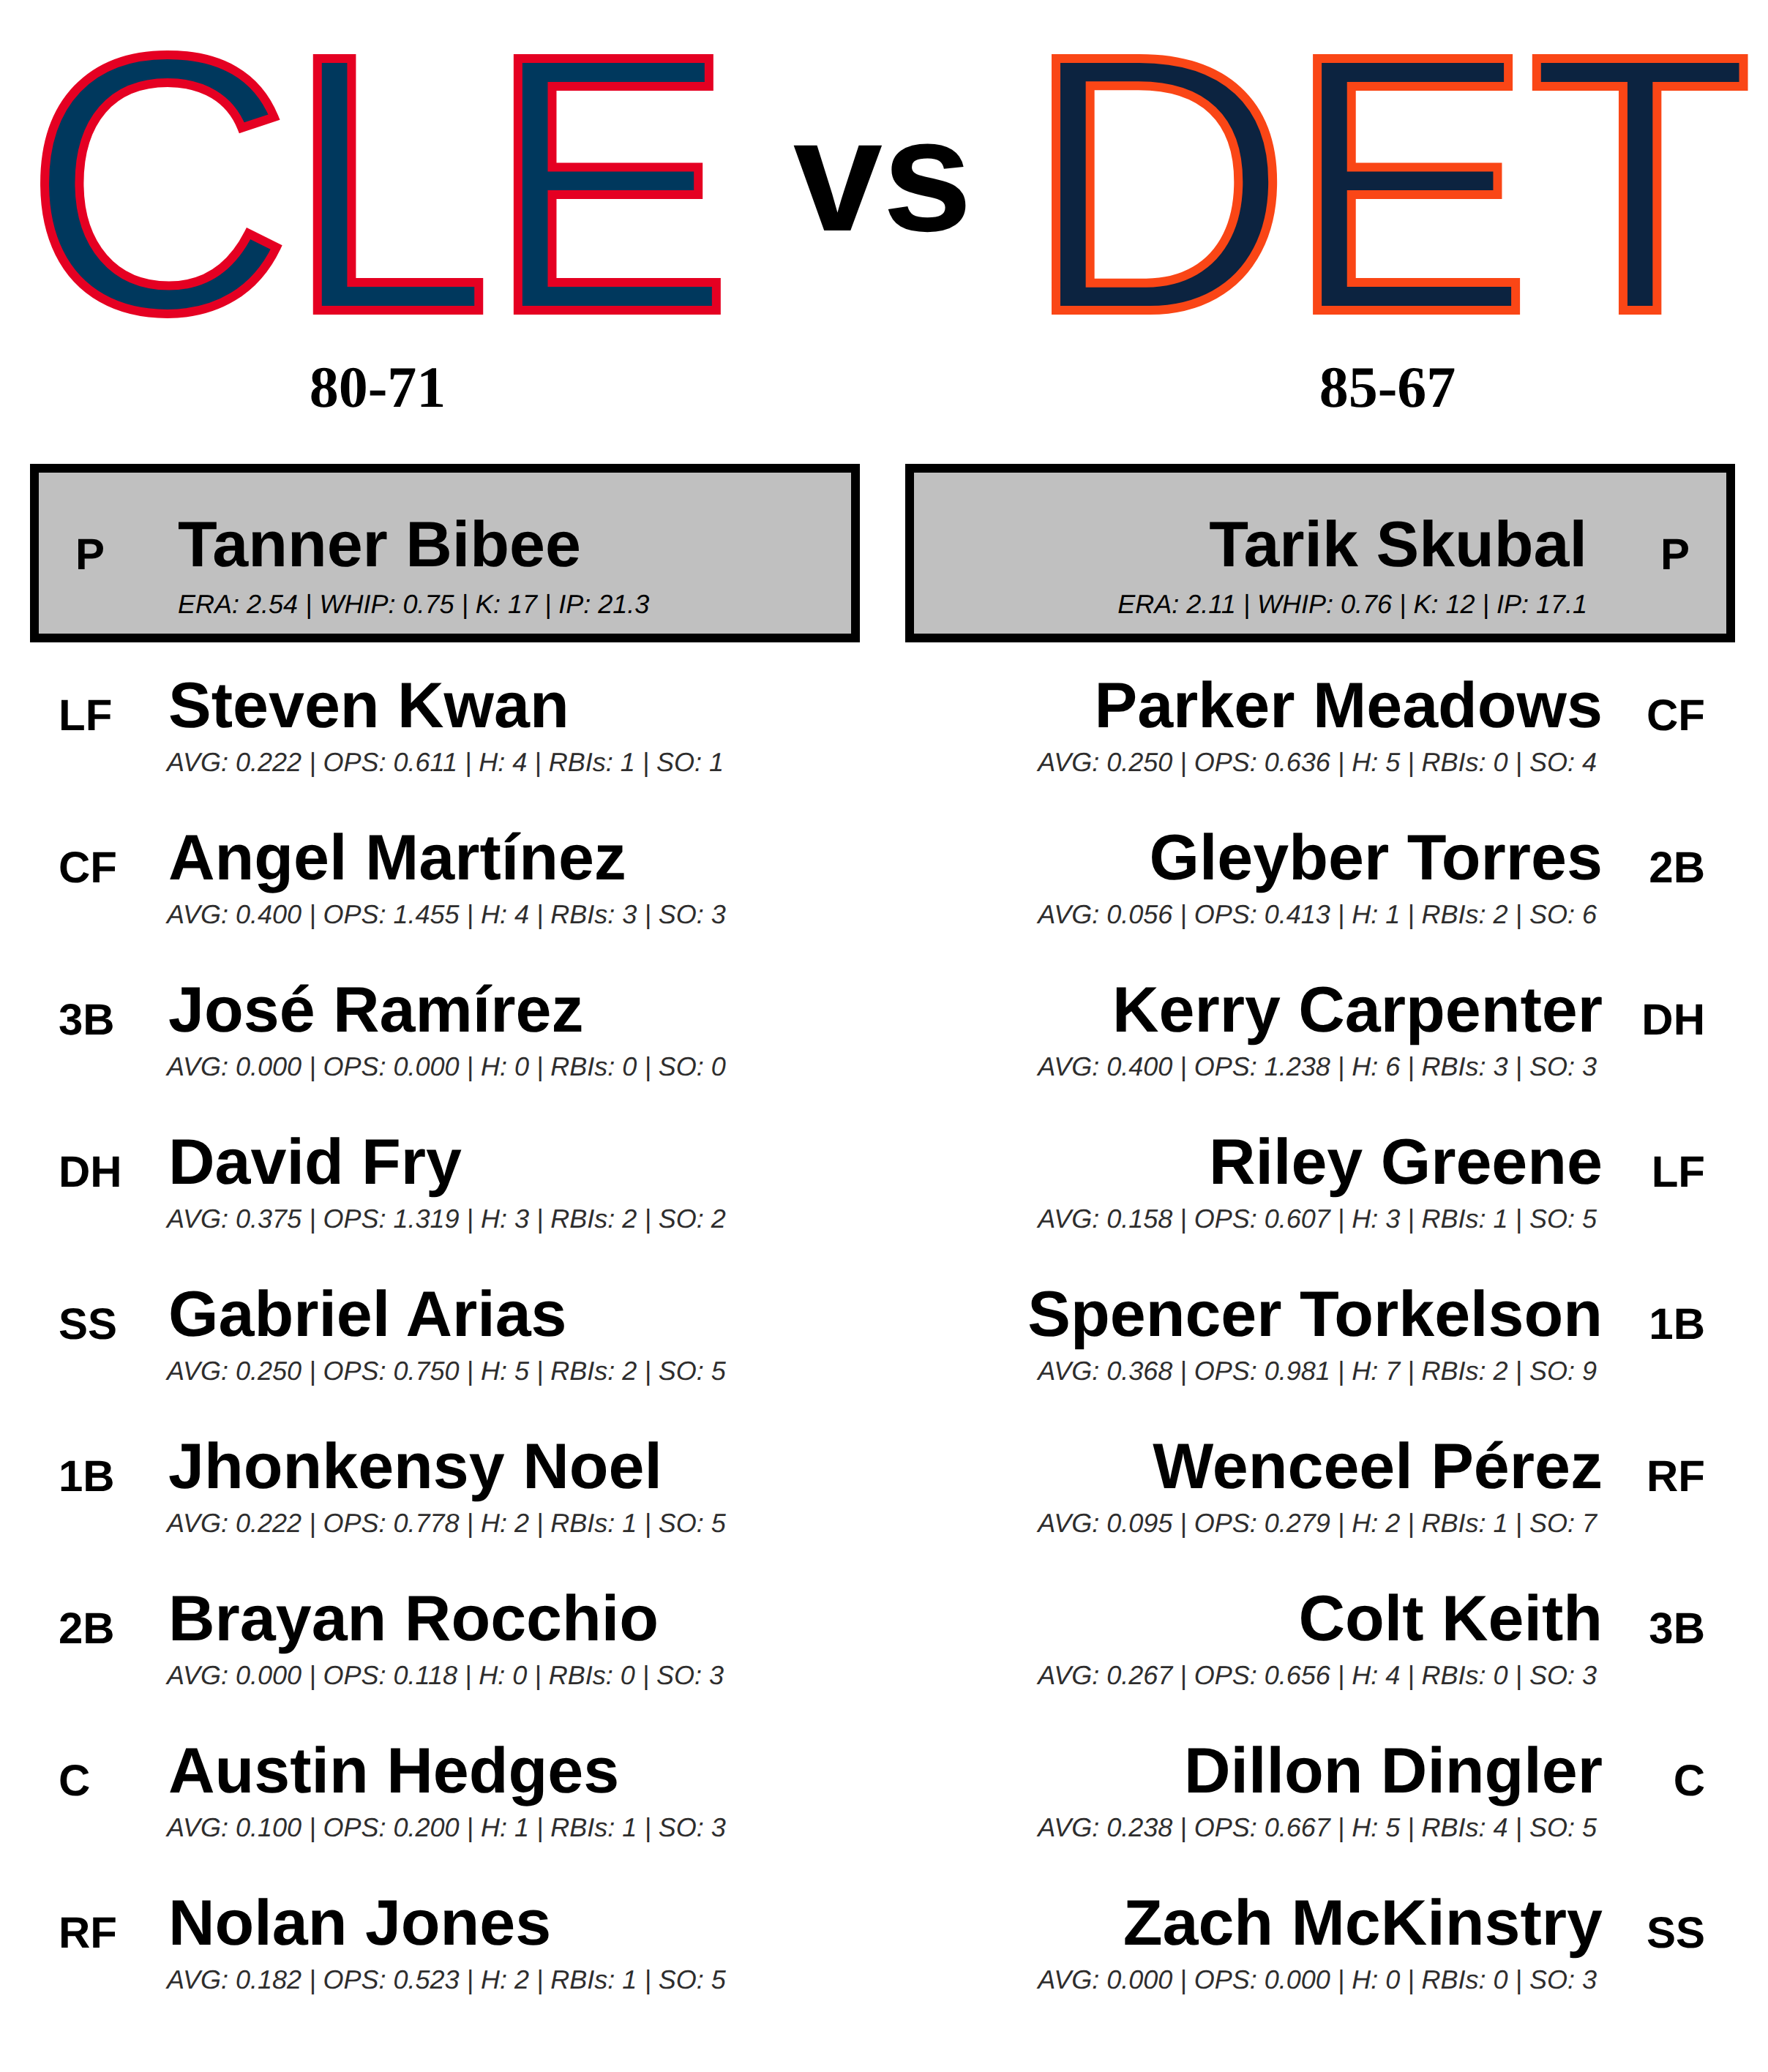 CLE vs DET
80-71 85-67
P Tanner Bibee Tarik Skubal P
ERA: 2.54 | WHIP: 0.75 | K: 17 | IP: 21.3 ERA: 2.11 | WHIP: 0.76 | K: 12 | IP: 17.1
LF Steven Kwan Parker Meadows CF
AVG: 0.222 | OPS: 0.611 | H: 4 | RBIs: 1 | SO: 1 AVG: 0.250 | OPS: 0.636 | H: 5 | RBIs: 0 | SO: 4
CF Angel Martínez Gleyber Torres 2B
AVG: 0.400 | OPS: 1.455 | H: 4 | RBIs: 3 | SO: 3 AVG: 0.056 | OPS: 0.413 | H: 1 | RBIs: 2 | SO: 6
3B José Ramírez Kerry Carpenter DH
AVG: 0.000 | OPS: 0.000 | H: 0 | RBIs: 0 | SO: 0 AVG: 0.400 | OPS: 1.238 | H: 6 | RBIs: 3 | SO: 3
DH David Fry Riley Greene LF
AVG: 0.375 | OPS: 1.319 | H: 3 | RBIs: 2 | SO: 2 AVG: 0.158 | OPS: 0.607 | H: 3 | RBIs: 1 | SO: 5
SS Gabriel Arias Spencer Torkelson 1B
AVG: 0.250 | OPS: 0.750 | H: 5 | RBIs: 2 | SO: 5 AVG: 0.368 | OPS: 0.981 | H: 7 | RBIs: 2 | SO: 9
1B Jhonkensy Noel Wenceel Pérez RF
AVG: 0.222 | OPS: 0.778 | H: 2 | RBIs: 1 | SO: 5 AVG: 0.095 | OPS: 0.279 | H: 2 | RBIs: 1 | SO: 7
2B Brayan Rocchio Colt Keith 3B
AVG: 0.000 | OPS: 0.118 | H: 0 | RBIs: 0 | SO: 3 AVG: 0.267 | OPS: 0.656 | H: 4 | RBIs: 0 | SO: 3
C Austin Hedges Dillon Dingler C
AVG: 0.100 | OPS: 0.200 | H: 1 | RBIs: 1 | SO: 3 AVG: 0.238 | OPS: 0.667 | H: 5 | RBIs: 4 | SO: 5
RF Nolan Jones Zach McKinstry SS
AVG: 0.182 | OPS: 0.523 | H: 2 | RBIs: 1 | SO: 5 AVG: 0.000 | OPS: 0.000 | H: 0 | RBIs: 0 | SO: 3